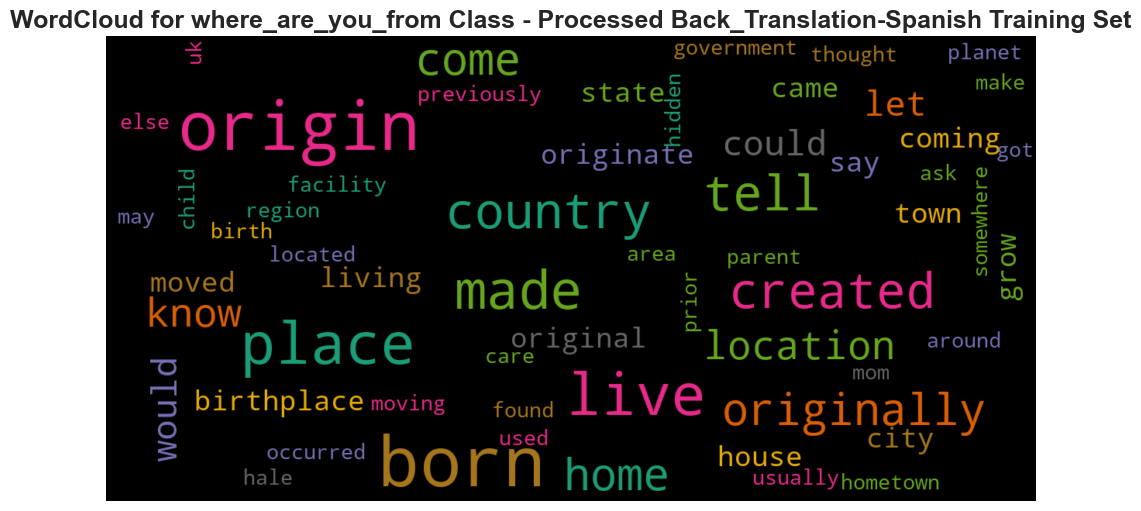 WordCloud for where_are_you_from Class - Processed Back_Translation-Spanish Training Set
uk
come
government
thought
planet
previously
state
hidden
came
make
else
origin
let
originate
could
say
coming
got
child
facility
tell
ask
somewhere
may
region
birth
country
town
located
area
parent
grow
moved
living
made
prior
created
know
place
original
care
location
around
would
birthplace
moving
live
mom
originally
found
used
city
occurred
born
home
house
hale
usually
hometown